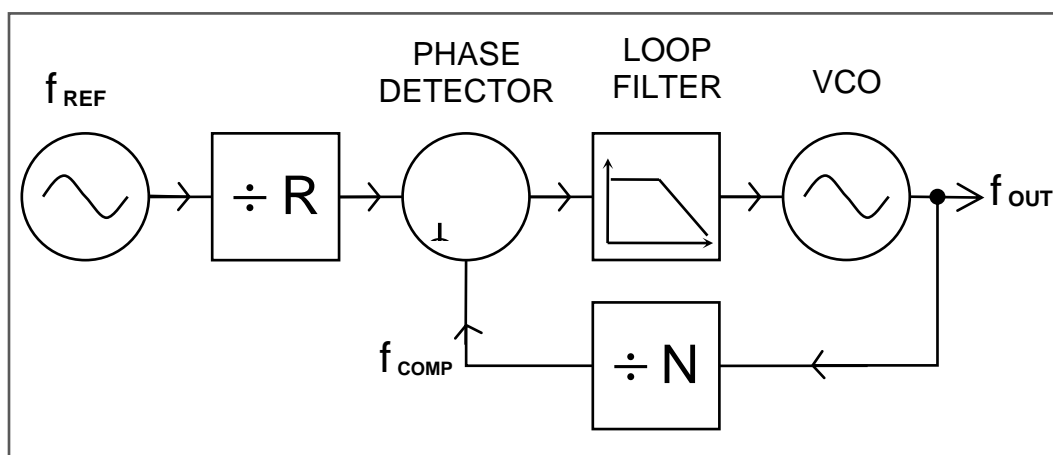 PHASE
DETECTOR
LOOP
FILTER
VCO
f REF
÷ R
f OUT
f COMP
÷ N